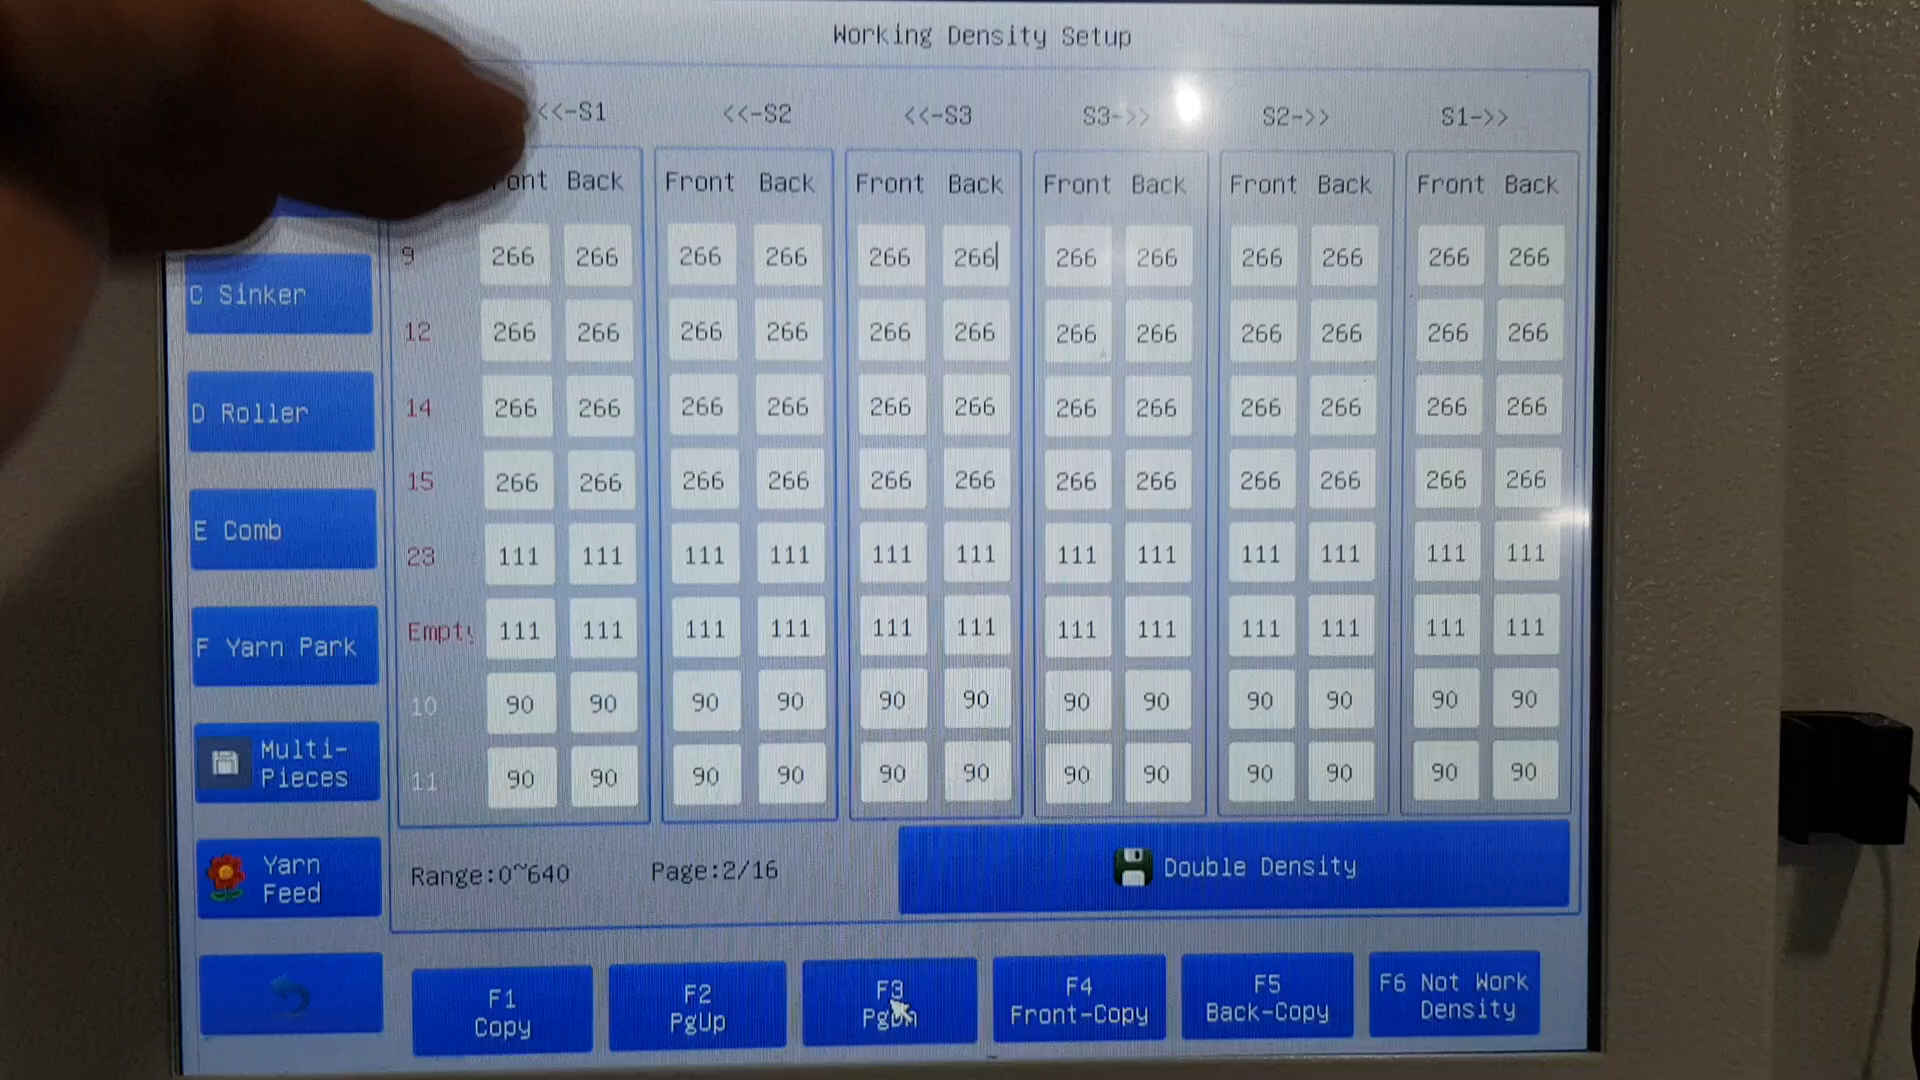 Working Density Setup
<<-S1 <<-S2 <<-S3 S3->> S2->> S1->>
ont Back Front Back Front Back Front Back Front Back Front Back
9 266 266 266 266 266 266 266 266 266 266 266 266
C Sinker
12 266 266 266 266 266 266 266 266 266 266 266 266
D Roller
14 266 266 266 266 266 266 266 266 266 266 266 266
15 266 266 266 266 266 266 266 266 266 266 266 266
E Comb
23 111 111 111 111 111 111 111 111 111 111 111 111
F Yarn Park
Empty 111 111 111 111 111 111 111 111 111 111 111 111
10 90 90 90 90 90 90 90 90 90 90 90 90
Multi-
Pieces
11 90 90 90 90 90 90 90 90 90 90 90 90
Yarn
Feed
Range:0~640 Page:2/16
Double Density
F1
Copy
F2
PgUp
F3
PgDn
F4
Front-Copy
F5
Back-Copy
F6 Not Work
Density